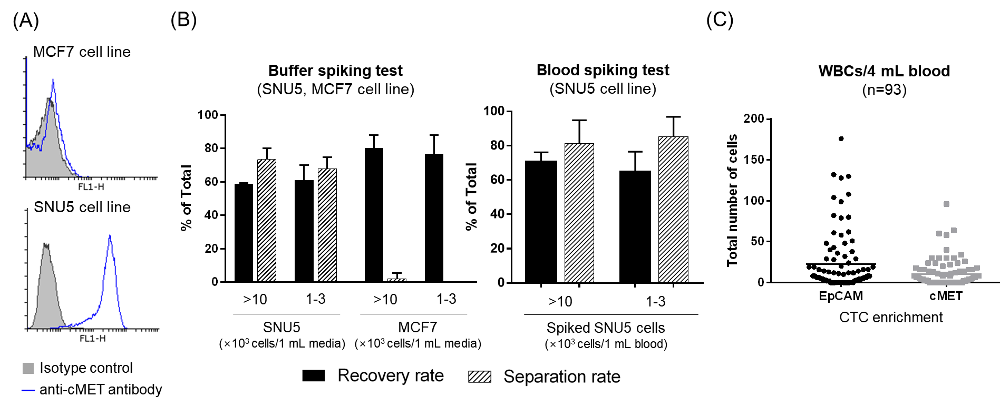 (A)
MCF7 cell line
FL1-H
SNU5 cell line
FL1-H
Isotype control
anti-cMET antibody
(B)
Buffer spiking test
(SNU5, MCF7 cell line)
% of Total
100
80
60
40
20
0
>10
1-3
>10
1-3
SNU5
(×10³ cells/1 mL media)
MCF7
(×10³ cells/1 mL media)
Blood spiking test
(SNU5 cell line)
% of Total
100
80
60
40
20
0
>10
1-3
Spiked SNU5 cells
(×10³ cells/1 mL blood)
Recovery rate
Separation rate
(C)
WBCs/4 mL blood
(n=93)
Total number of cells
200
150
100
50
0
EpCAM
cMET
CTC enrichment